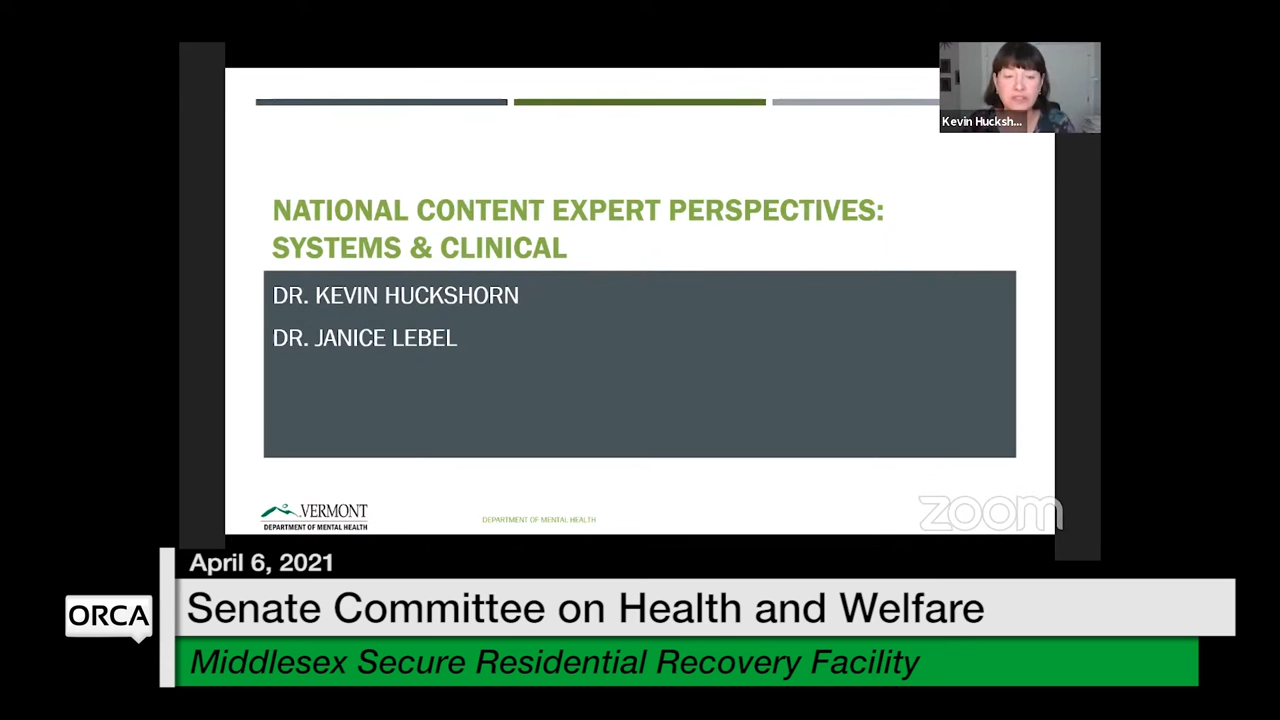 Kevin Hucksh...
NATIONAL CONTENT EXPERT PERSPECTIVES:
SYSTEMS & CLINICAL
DR. KEVIN HUCKSHORN
DR. JANICE LEBEL
VERMONT
DEPARTMENT OF MENTAL HEALTH
DEPARTMENT OF MENTAL HEALTH
zoom
April 6, 2021
ORCA
Senate Committee on Health and Welfare
Middlesex Secure Residential Recovery Facility